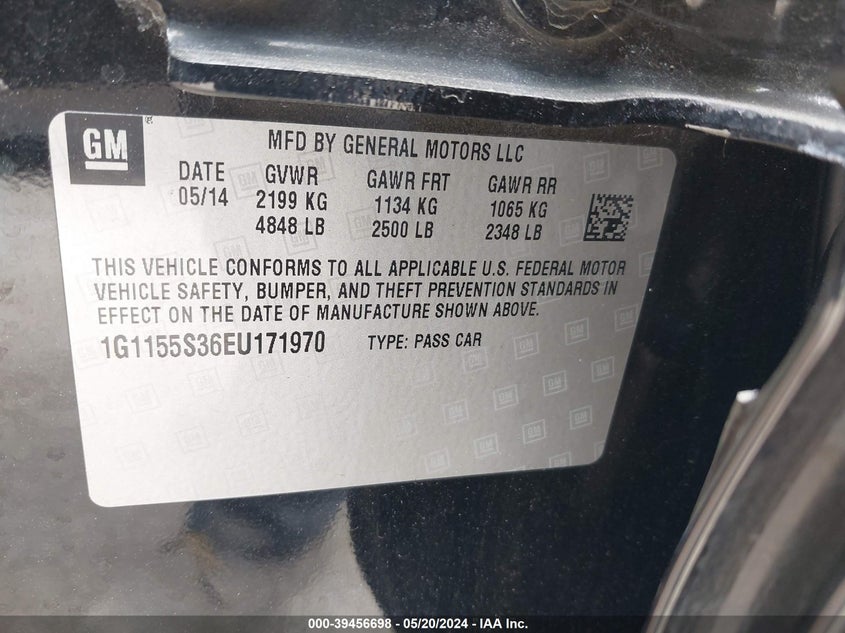 GM
MFD BY GENERAL MOTORS LLC
DATE GVWR GAWR FRT GAWR RR
05/14 2199 KG 1134 KG 1065 KG
4848 LB 2500 LB 2348 LB
THIS VEHICLE CONFORMS TO ALL APPLICABLE U.S. FEDERAL MOTOR
VEHICLE SAFETY, BUMPER, AND THEFT PREVENTION STANDARDS IN
EFFECT ON THE DATE OF MANUFACTURE SHOWN ABOVE.
1G1155S36EU171970 TYPE: PASS CAR
000-39456698 - 05/20/2024 - IAA Inc.